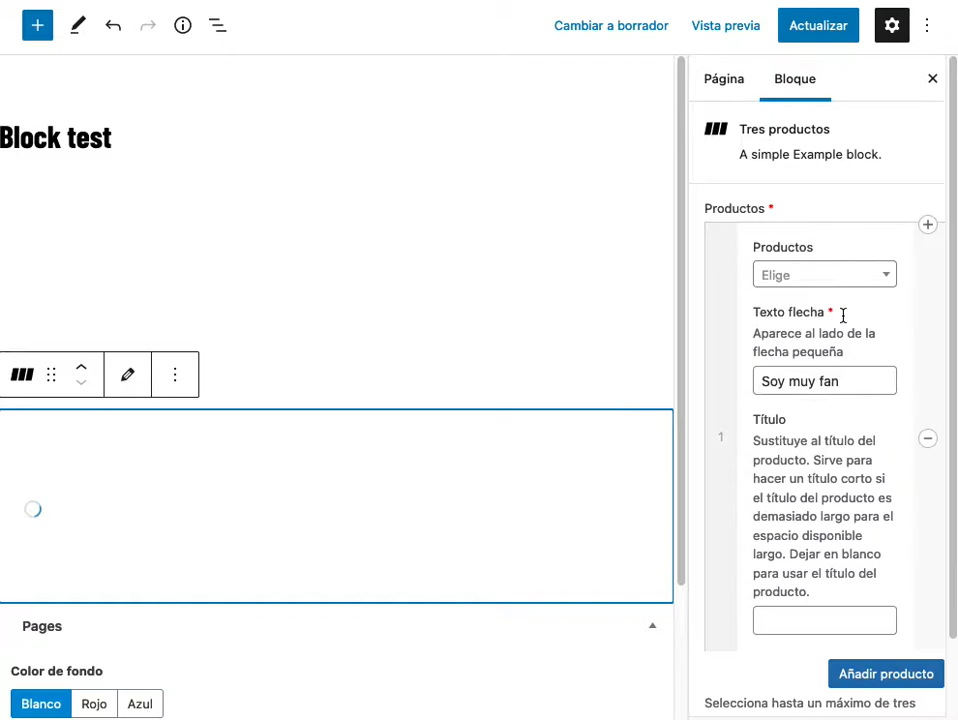 Cambiar a borrador Vista previa Actualizar
Página Bloque
Block test
Tres productos
A simple Example block.
Productos *
Productos
Elige
Texto flecha *
Aparece al lado de la
flecha pequeña
Soy muy fan
Título
1
Sustituye al título del
producto. Sirve para
hacer un título corto si
el título del producto es
demasiado largo para el
espacio disponible
largo. Dejar en blanco
para usar el título del
producto.
Añadir producto
Selecciona hasta un máximo de tres
Pages
Color de fondo
Blanco Rojo Azul